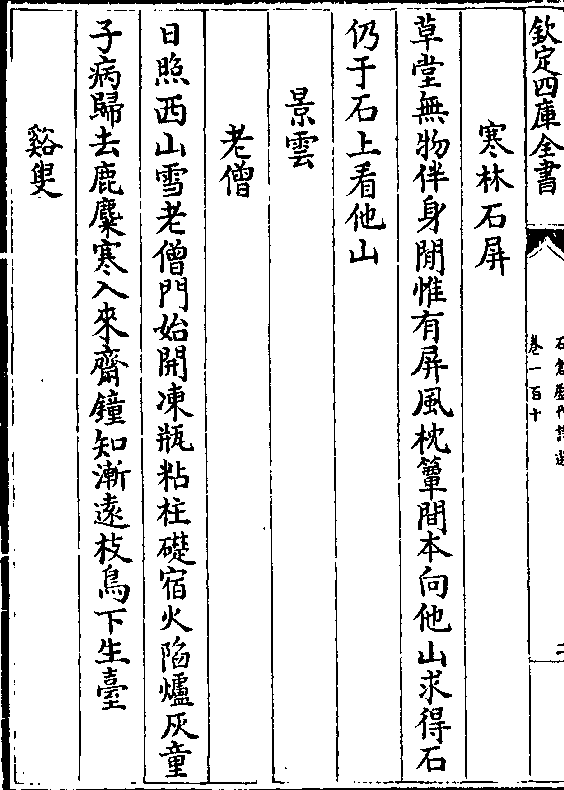 欽定四庫全書
石倉歷代詩選
卷一百十
二
寒林石屏
草堂無物伴身閒惟有屏風枕簟間本向他山求得石
仍于石上看他山
景雲
老僧
日照西山雪老僧門始開凍瓶粘柱礎宿火陷爐灰童
子病歸去鹿麑寒入來齋鐘知漸遠枝鳥下生臺
谿叟